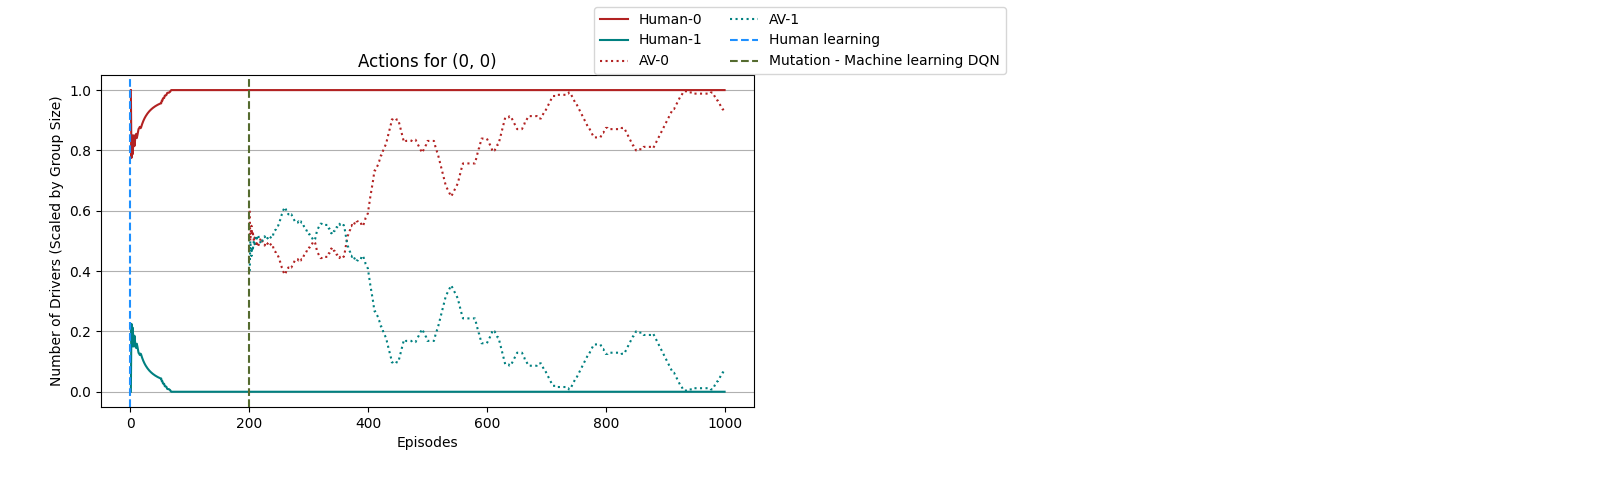 Human-0
Human-1
AV-0
AV-1
Human learning
Mutation - Machine learning DQN
Actions for (0, 0)
Number of Drivers (Scaled by Group Size)
1.0
0.8
0.6
0.4
0.2
0.0
0 200 400 600 800 1000
Episodes